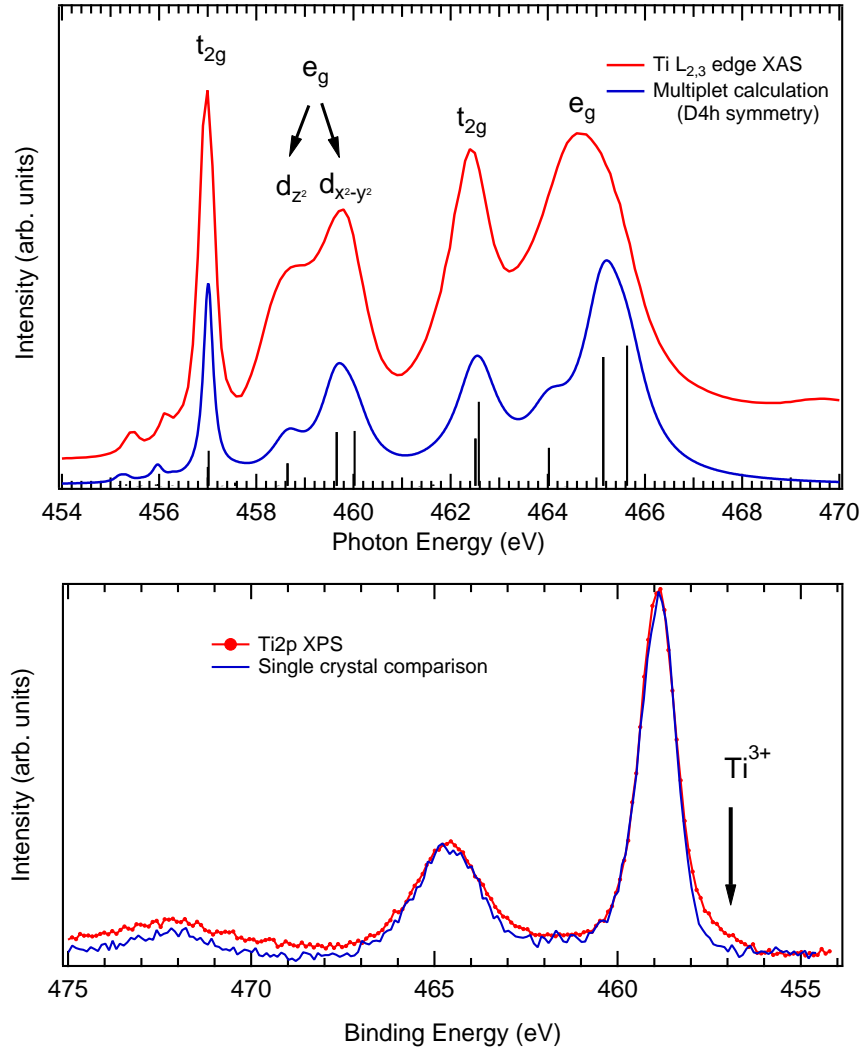 t2g
eg
Ti L2,3 edge XAS
Multiplet calculation
(D4h symmetry)
t2g
eg
dz² dx²-y²
Intensity (arb. units)
454 456 458 460 462 464 466 468 470
Photon Energy (eV)
Ti2p XPS
Single crystal comparison
Ti³⁺
Intensity (arb. units)
475 470 465 460 455
Binding Energy (eV)